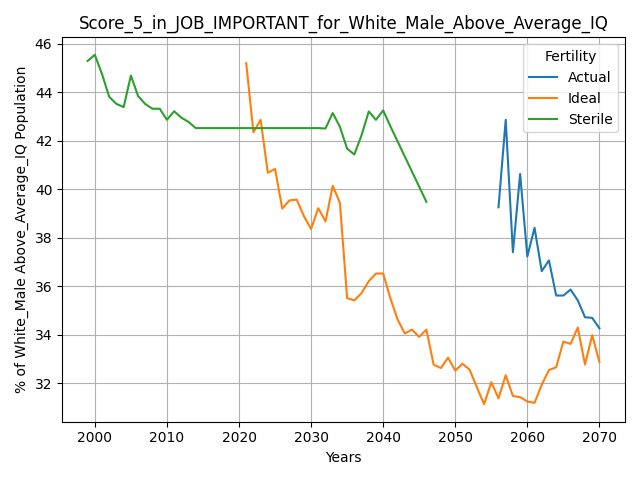 Score_5_in_JOB_IMPORTANT_for_White_Male_Above_Average_IQ
% of White_Male Above_Average_IQ Population
46
44
42
40
38
36
34
32
Fertility
Actual
Ideal
Sterile
2000 2010 2020 2030 2040 2050 2060 2070
Years